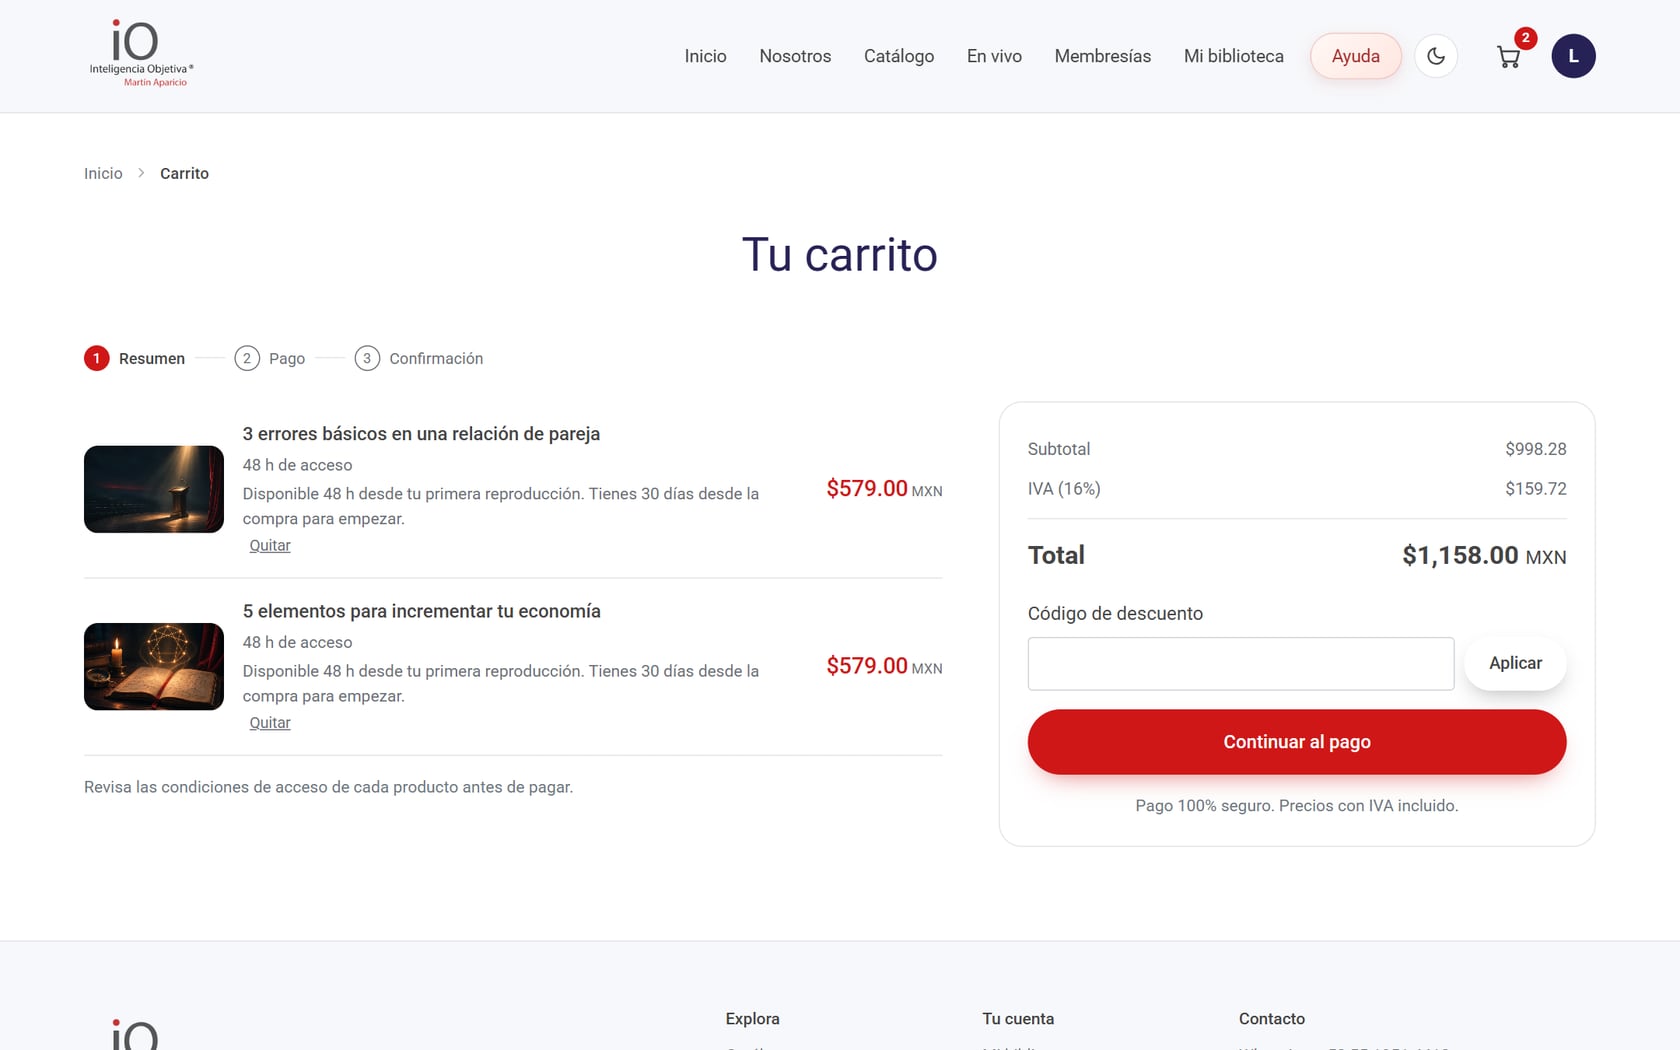 iO
Inteligencia Objetiva ®
Martín Aparicio
Inicio
Nosotros
Catálogo
En vivo
Membresías
Mi biblioteca
Ayuda
2
L
Inicio > Carrito
Tu carrito
1 Resumen
2 Pago
3 Confirmación
3 errores básicos en una relación de pareja
48 h de acceso
Disponible 48 h desde tu primera reproducción. Tienes 30 días desde la
compra para empezar.
Quitar
$579.00 MXN
5 elementos para incrementar tu economía
48 h de acceso
Disponible 48 h desde tu primera reproducción. Tienes 30 días desde la
compra para empezar.
Quitar
$579.00 MXN
Revisa las condiciones de acceso de cada producto antes de pagar.
Subtotal $998.28
IVA (16%) $159.72
Total $1,158.00 MXN
Código de descuento
Aplicar
Continuar al pago
Pago 100% seguro. Precios con IVA incluido.
iO
Explora
Tu cuenta
Contacto